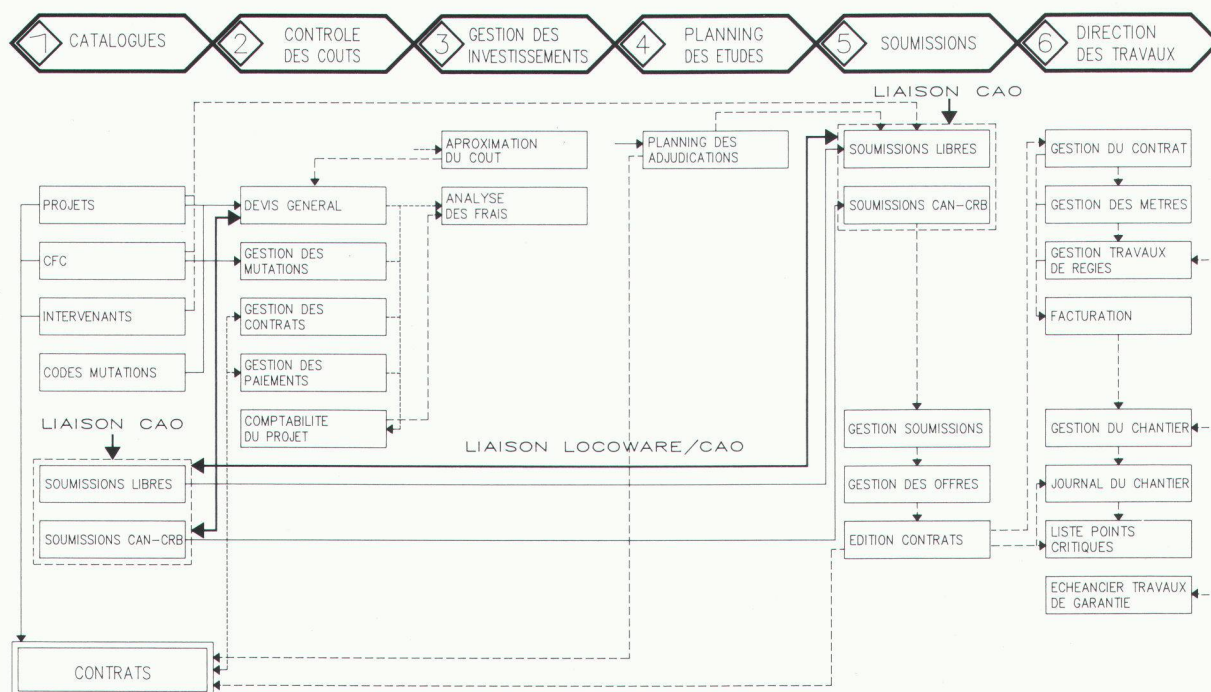 1 CATALOGUES
2 CONTROLE
DES COUTS
3 GESTION DES
INVESTISSEMENTS
4 PLANNING
DES ETUDES
5 SOUMISSIONS
6 DIRECTION
DES TRAVAUX
LIAISON CAO
APROXIMATION
DU COUT
PLANNING DES
ADJUDICATIONS
SOUMISSIONS LIBRES
GESTION DU CONTRAT
PROJETS
DEVIS GENERAL
ANALYSE
DES FRAIS
SOUMISSIONS CAN-CRB
GESTION DES METRES
CFC
GESTION DES
MUTATIONS
GESTION TRAVAUX
DE REGIES
INTERVENANTS
GESTION DES
CONTRATS
FACTURATION
CODES MUTATIONS
GESTION DES
PAIEMENTS
LIAISON CAO
COMPTABILITE
DU PROJET
LIAISON LOCOWARE/CAO
GESTION SOUMISSIONS
GESTION DU CHANTIER
SOUMISSIONS LIBRES
GESTION DES OFFRES
JOURNAL DU CHANTIER
SOUMISSIONS CAN-CRB
EDITION CONTRATS
LISTE POINTS
CRITIQUES
ECHEANCIER TRAVAUX
DE GARANTIE
CONTRATS